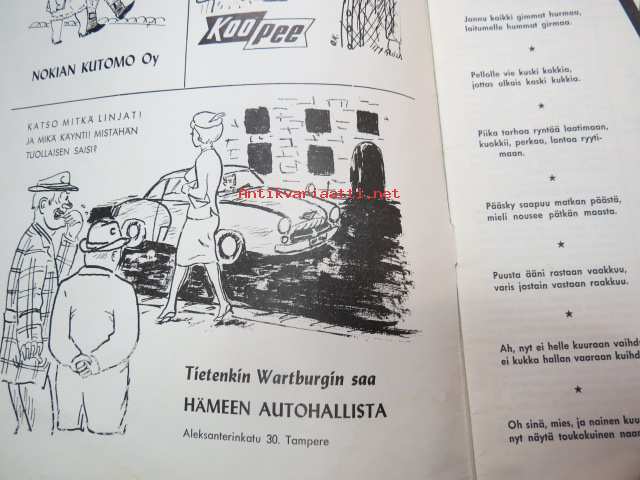 NOKIAN KUTOMO Oy
KooPee
KATSO MITKÄ LINJAT!
JA MIKÄ KÄYNTI! MISTÄHÄN
TUOLLAISEN SAISI?
Antikvariaatti.net
Tietenkin Wartburgin saa
HÄMEEN AUTOHALLISTA
Aleksanterinkatu 30. Tampere
Jannu kaikki gimmat hurmaa,
laitumelle hummat girmaa.
★
Pellolle vie kuski kakkia,
jottas alkais kaski kukkia.
★
Piika tarhaa ryntää laatimaan,
kuokkii, perkaa, lantaa ryyti-
maan.
★
Pääsky saapuu matkan päästä,
mieli nousee pätkän maasta.
★
Puusta ääni rastaan vaakkuu,
varis jostain vastaan raakkuu.
★
Ah, nyt ei helle kuuraan vaihd
ei kukka hallan vaaraan kuihd
★
Oh sinä, mies, ja nainen kuu
nyt näytä toukokuinen naar